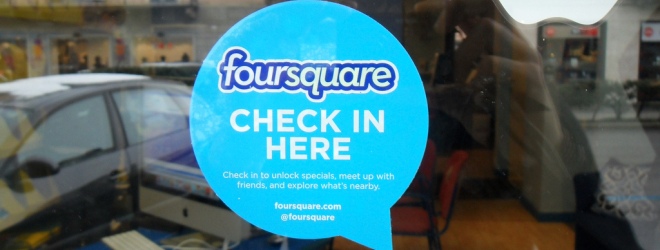 foursquare
CHECK IN
HERE
Check in to unlock specials, meet up with
friends, and explore what's nearby.
foursquare.com
@foursquare